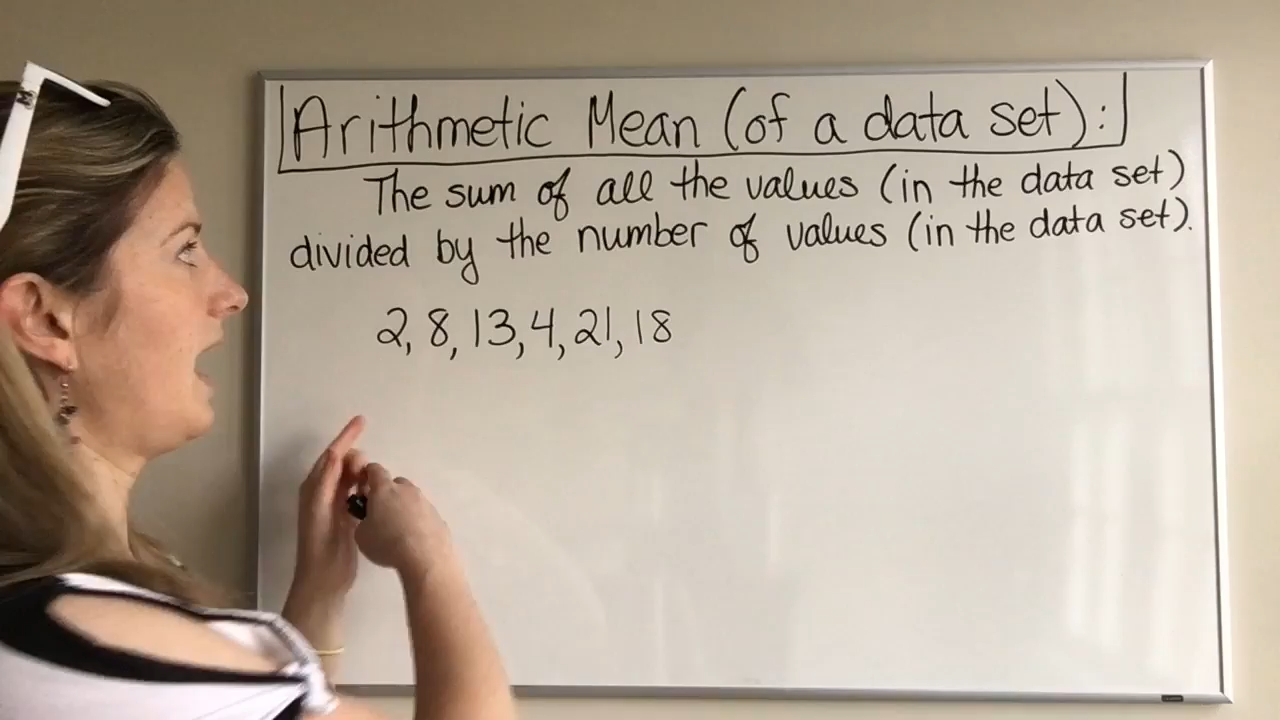 Arithmetic Mean (of a data set):
The sum of all the values (in the data set)
divided by the number of values (in the data set).
2, 8, 13, 4, 21, 18